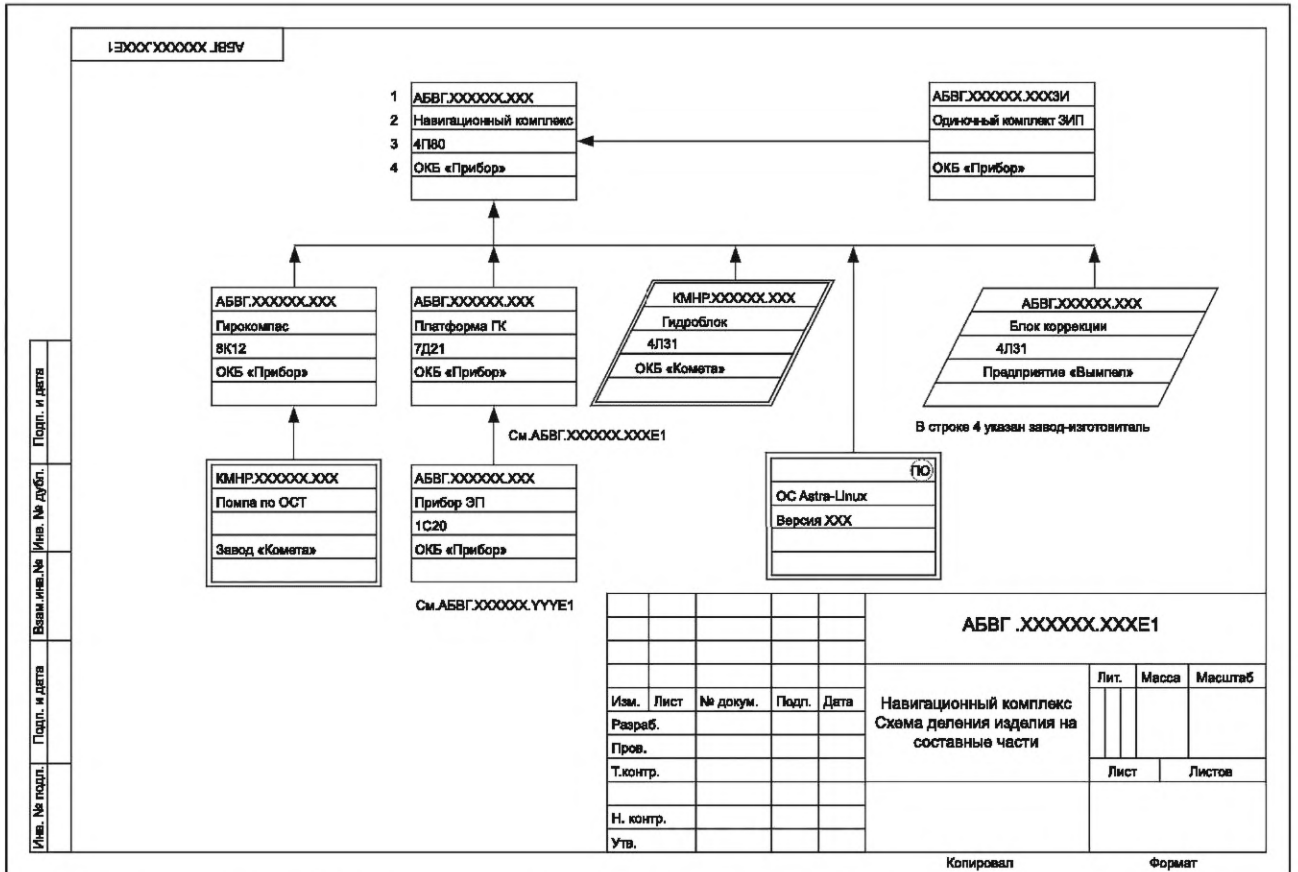 АБВГ.XXXXXX.XXXE1
1 АБВГ.XXXXXX.XXX
2 Навигационный комплекс
3 4П80
4 ОКБ «Прибор»
АБВГ.XXXXXX.XXXЗИ
Одиночный комплект ЗИП
ОКБ «Прибор»
АБВГ.XXXXXX.XXX
Гирокомпас
8К12
ОКБ «Прибор»
АБВГ.XXXXXX.XXX
Платформа ГК
7Д21
ОКБ «Прибор»
КМНР.XXXXXX.XXX
Гидроблок
4Л31
ОКБ «Комета»
АБВГ.XXXXXX.XXX
Блок коррекции
4Л31
Предприятие «Вымпел»
См.АБВГ.XXXXXX.XXXE1
В строке 4 указан завод-изготовитель
КМНР.XXXXXX.XXX
Помпа по ОСТ
Завод «Комета»
АБВГ.XXXXXX.XXX
Прибор ЭП
1С20
ОКБ «Прибор»
ПО
ОС Astra-Linux
Версия XXX
См.АБВГ.XXXXXX.YYYE1
Подп. и дата
Инв. № дубл.
Взам.инв.№
Подп. и дата
Инв. № подл.
АБВГ .XXXXXX.XXXE1
Изм. Лист № докум. Подп. Дата
Разраб.
Пров.
Т.контр.
Н. контр.
Утв.
Навигационный комплекс
Схема деления изделия на
составные части
Лит. Масса Масштаб
Лист Листов
Копировал Формат